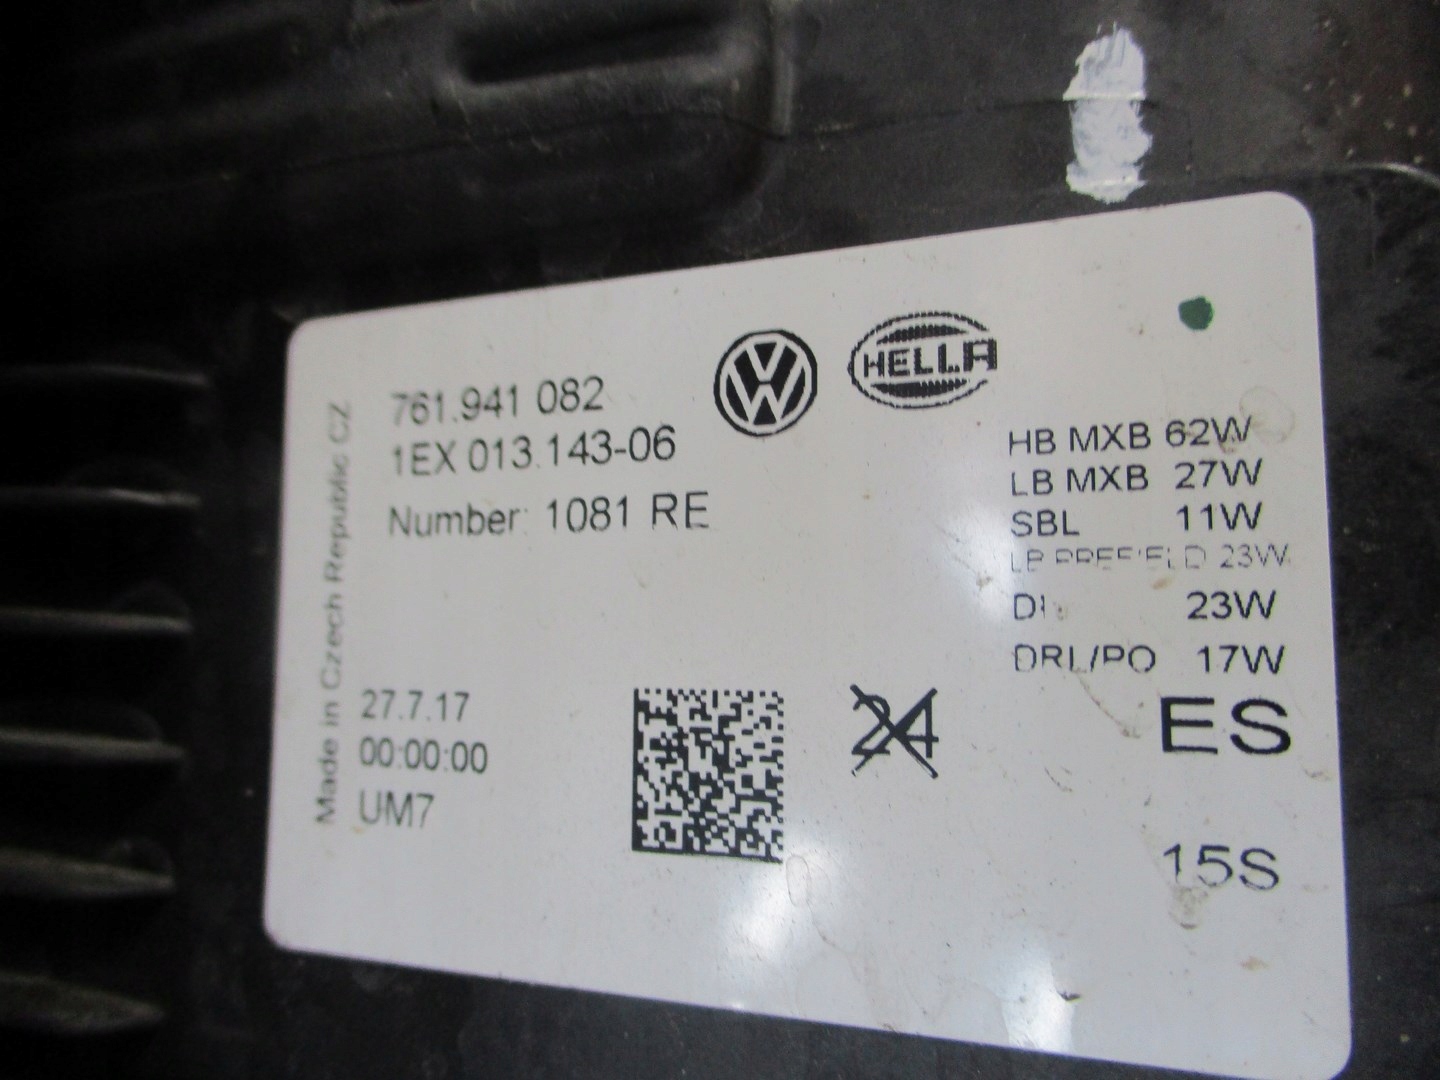 Made in Czech Republic CZ
761.941 082
1EX 013.143-06
Number: 1081 RE
27.7.17
00:00:00
UM7
HELLA
24
HB MXB 62W
LB MXB 27W
SBL 11W
23W
23W
DRL/PO 17W
ES
15S